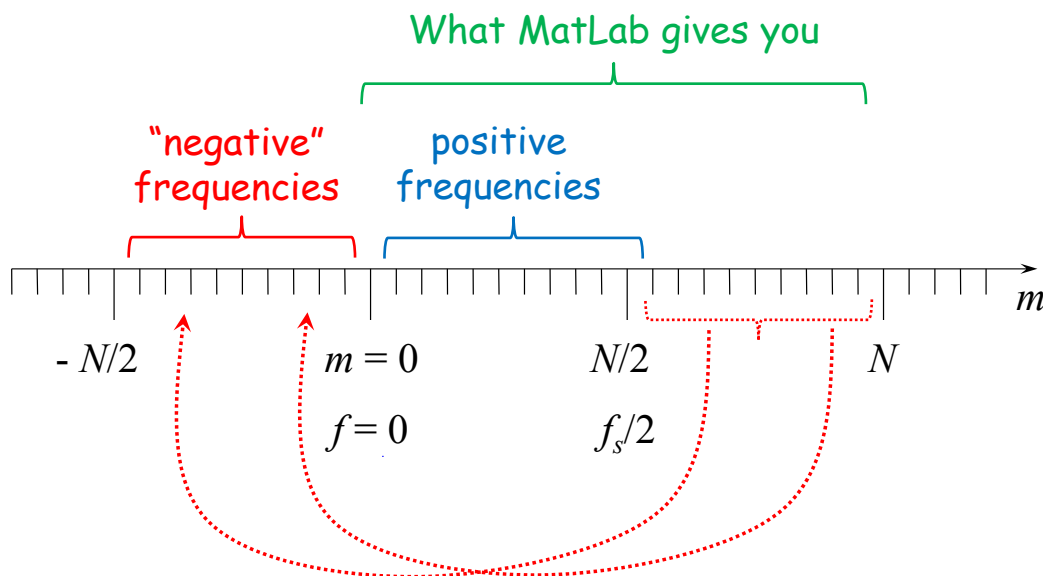 What MatLab gives you
“negative” frequencies
positive frequencies
m
- N/2
m = 0
N/2
N
f = 0
fs/2